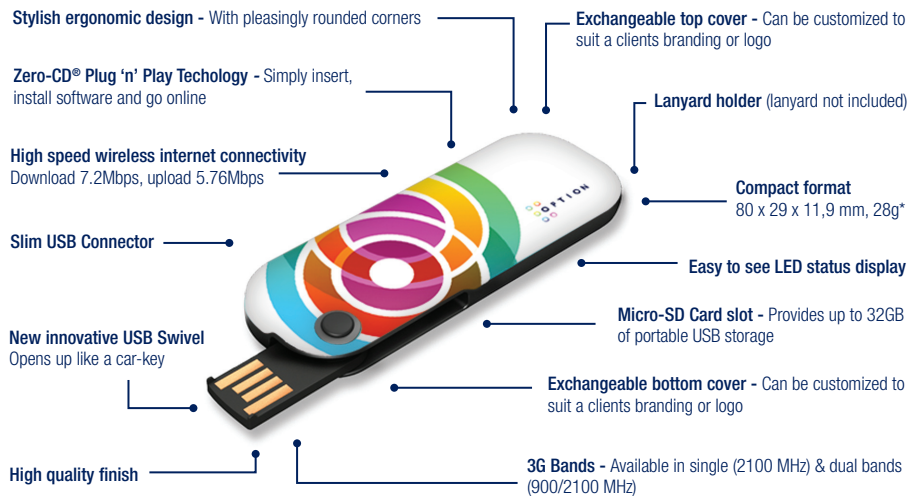 Stylish ergonomic design - With pleasingly rounded corners
Exchangeable top cover - Can be customized to
suit a clients branding or logo
Zero-CD® Plug ‘n’ Play Techology - Simply insert,
install software and go online
Lanyard holder (lanyard not included)
High speed wireless internet connectivity
Download 7.2Mbps, upload 5.76Mbps
OPTION
Compact format
80 x 29 x 11,9 mm, 28g*
Slim USB Connector
Easy to see LED status display
Micro-SD Card slot - Provides up to 32GB
of portable USB storage
New innovative USB Swivel
Opens up like a car-key
Exchangeable bottom cover - Can be customized to
suit a clients branding or logo
High quality finish
3G Bands - Available in single (2100 MHz) & dual bands
(900/2100 MHz)